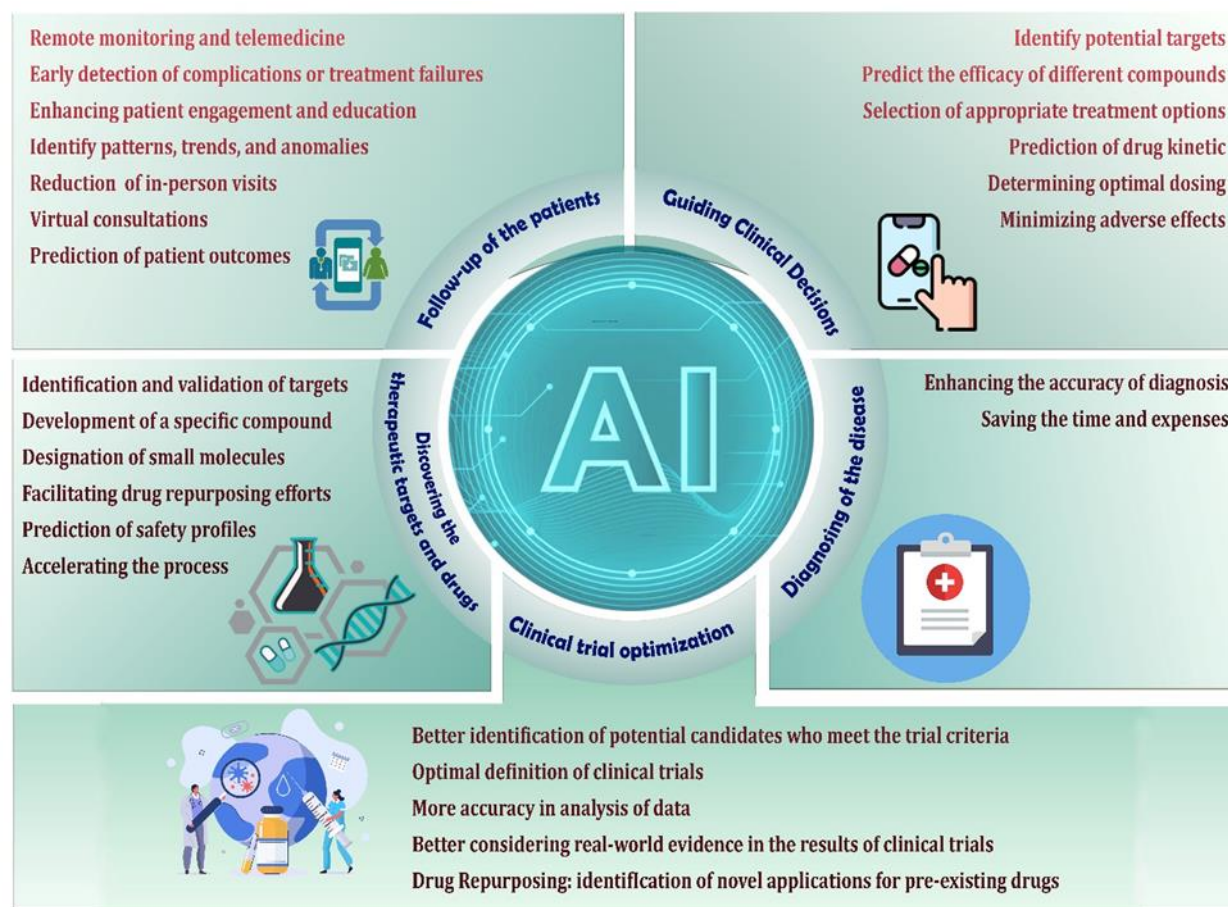 Remote monitoring and telemedicine
Early detection of complications or treatment failures
Enhancing patient engagement and education
Identify patterns, trends, and anomalies
Reduction of in-person visits
Virtual consultations
Prediction of patient outcomes
Follow-up of the patients
Guiding Clinical Decisions
Identify potential targets
Predict the efficacy of different compounds
Selection of appropriate treatment options
Prediction of drug kinetic
Determining optimal dosing
Minimizing adverse effects
AI
Identification and validation of targets
Development of a specific compound
Designation of small molecules
Facilitating drug repurposing efforts
Prediction of safety profiles
Accelerating the process
Discovering the
therapeutic targets and drugs
Diagnosing of the disease
Enhancing the accuracy of diagnosis
Saving the time and expenses
Clinical trial optimization
Better identification of potential candidates who meet the trial criteria
Optimal definition of clinical trials
More accuracy in analysis of data
Better considering real-world evidence in the results of clinical trials
Drug Repurposing: identification of novel applications for pre-existing drugs